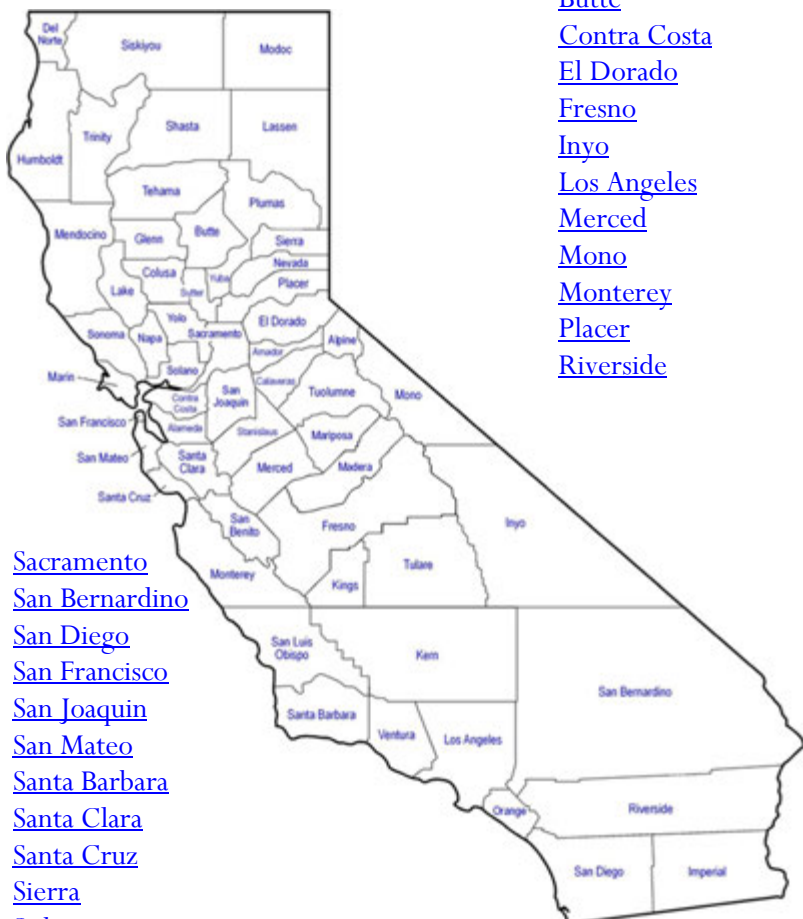 Butte
Contra Costa
El Dorado
Fresno
Inyo
Los Angeles
Merced
Mono
Monterey
Placer
Riverside
Del
Norte
Siskiyou
Modoc
Humboldt
Trinity
Shasta
Lassen
Tehama
Plumas
Mendocino
Glenn
Butte
Sierra
Nevada
Placer
Lake
Colusa
Sutter
Yuba
Sonoma
Napa
Yolo
Sacramento
El Dorado
Alpine
Amador
Solano
Calaveras
Tuolumne
Mono
Marin
Contra
Costa
San
Joaquin
San Francisco
Alameda
Stanislaus
Mariposa
San Mateo
Santa
Clara
Merced
Madera
Santa Cruz
San
Benito
Fresno
Inyo
Monterey
Kings
Tulare
San Luis
Obispo
Kern
San Bernardino
Santa Barbara
Ventura
Los Angeles
Orange
Riverside
San Diego
Imperial
Sacramento
San Bernardino
San Diego
San Francisco
San Joaquin
San Mateo
Santa Barbara
Santa Clara
Santa Cruz
Sierra